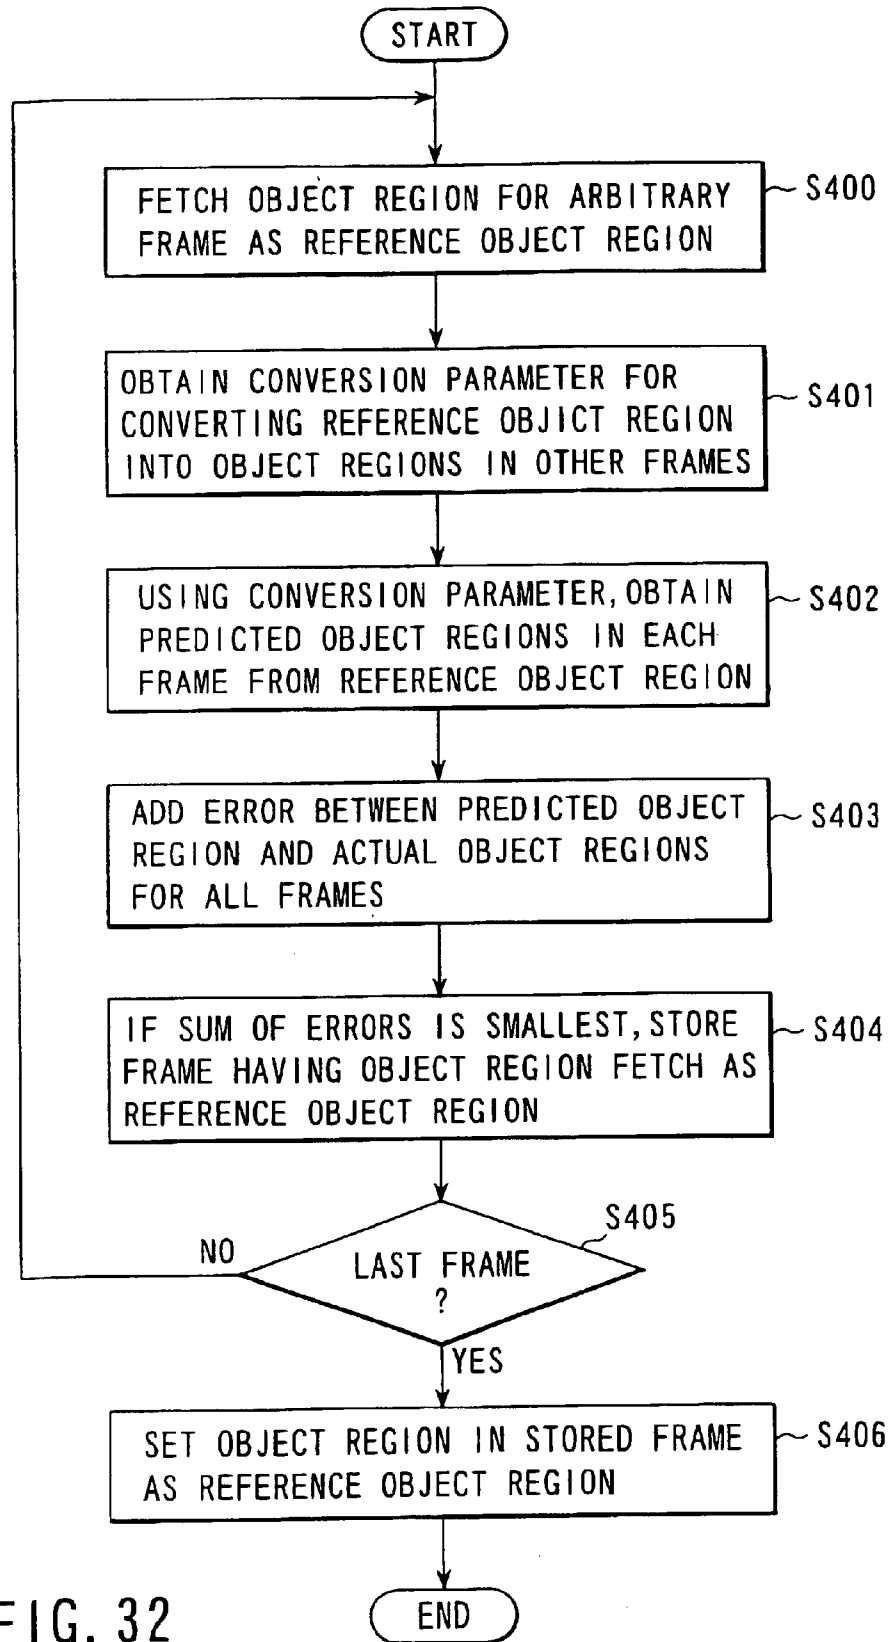 START
FETCH OBJECT REGION FOR ARBITRARY
FRAME AS REFERENCE OBJECT REGION
S400
OBTAIN CONVERSION PARAMETER FOR
CONVERTING REFERENCE OBJICT REGION
INTO OBJECT REGIONS IN OTHER FRAMES
S401
USING CONVERSION PARAMETER, OBTAIN
PREDICTED OBJECT REGIONS IN EACH
FRAME FROM REFERENCE OBJECT REGION
S402
ADD ERROR BETWEEN PREDICTED OBJECT
REGION AND ACTUAL OBJECT REGIONS
FOR ALL FRAMES
S403
IF SUM OF ERRORS IS SMALLEST, STORE
FRAME HAVING OBJECT REGION FETCH AS
REFERENCE OBJECT REGION
S404
S405
NO
LAST FRAME
?
YES
SET OBJECT REGION IN STORED FRAME
AS REFERENCE OBJECT REGION
S406
END
FIG. 32